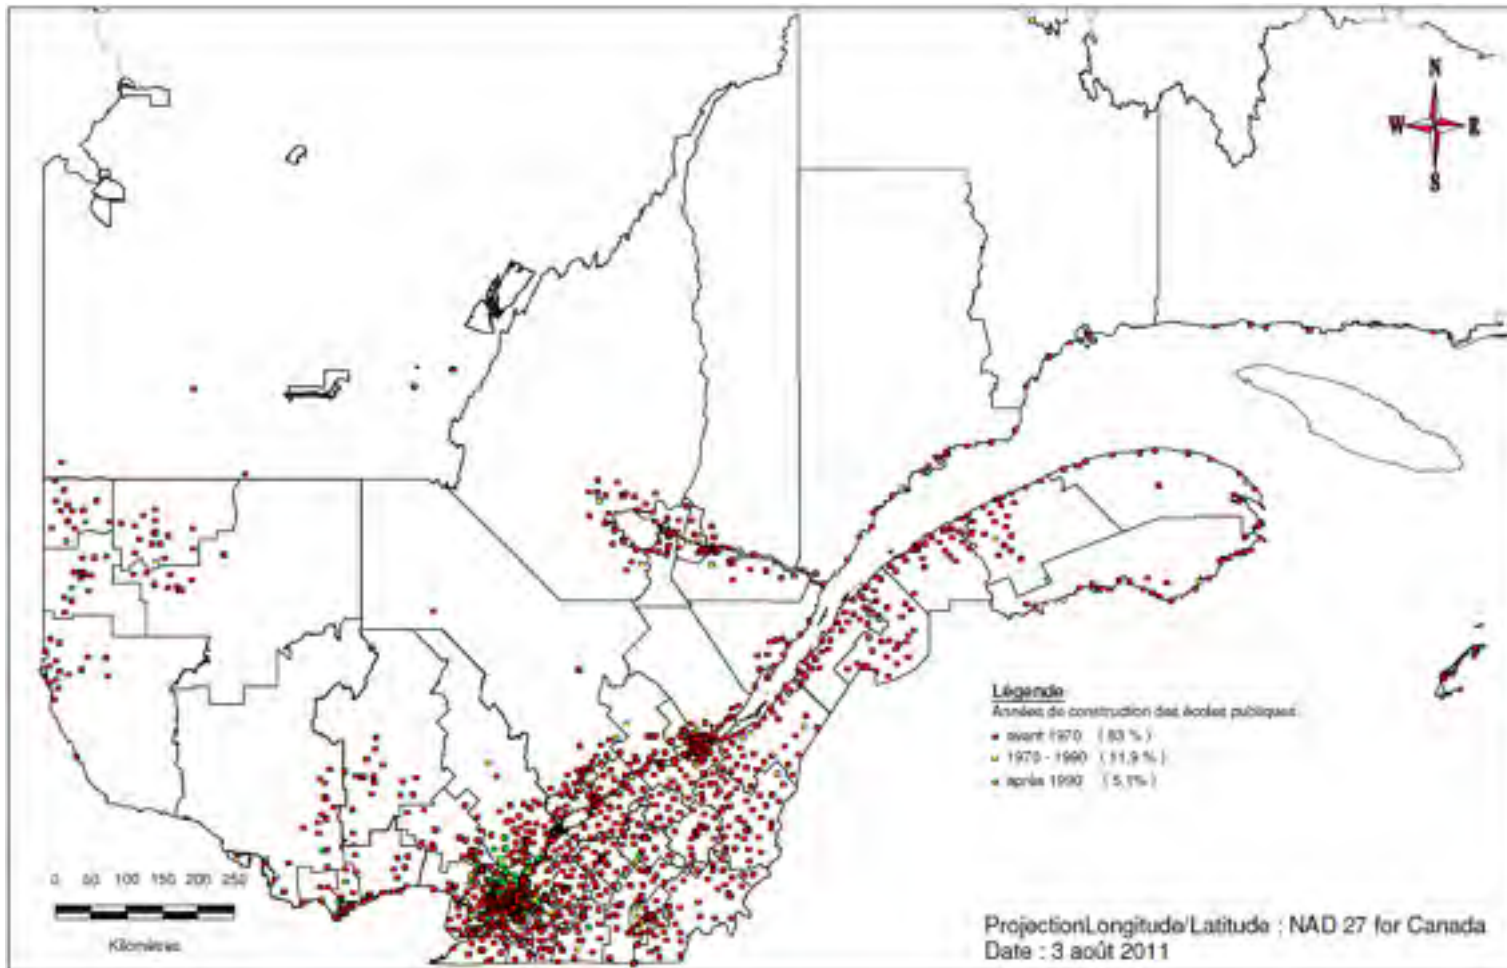 N
W E
S
Légende
Années de construction des écoles publiques
avant 1970 ( 83 % )
1970 - 1990 ( 11,9 % )
après 1990 ( 5,1% )
0 50 100 150 200 250
Kilomètres
ProjectionLongitude/Latitude : NAD 27 for Canada
Date : 3 août 2011